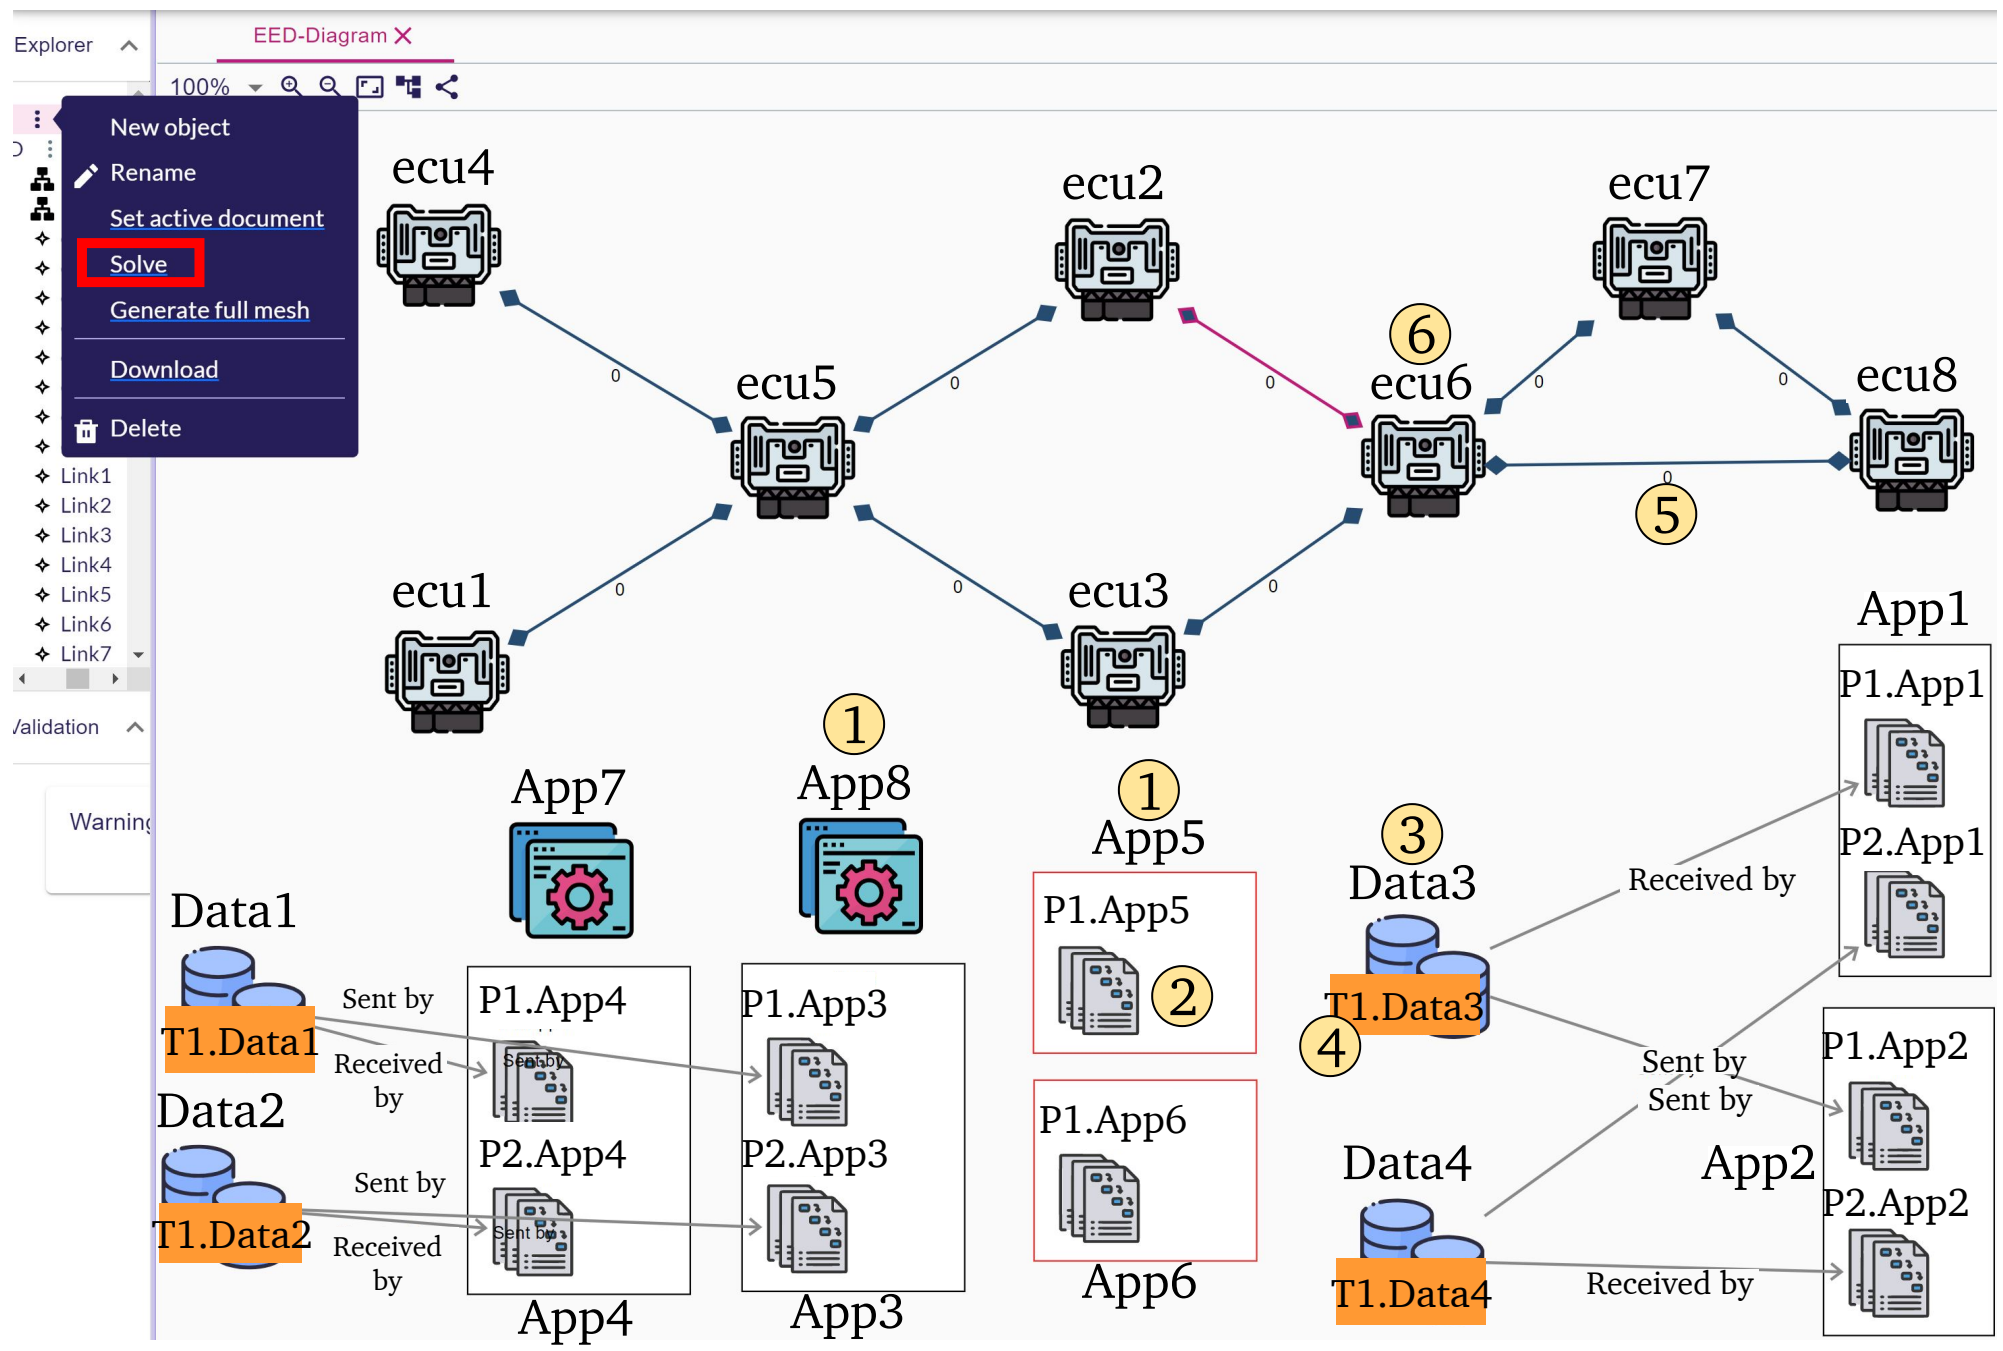 Explorer
EED-Diagram
100%
New object
Rename
Set active document
Solve
Generate full mesh
Download
Delete
Link1
Link2
Link3
Link4
Link5
Link6
Link7
Validation
Warning
ecu4
ecu2
ecu7
6
ecu5
ecu6
ecu8
0
0
0
0
0
0
5
ecu1
ecu3
0
0
0
App1
P1.App1
P2.App1
1
App7
App8
1
App5
P1.App5
2
3
Data3
T1.Data3
4
Received by
Data1
T1.Data1
Sent by
Received
by
P1.App4
Sent by
P1.App3
Sent by
Sent by
P1.App2
Data2
T1.Data2
Sent by
Received
by
P2.App4
Sent by
P2.App3
P1.App6
App6
Data4
T1.Data4
App2
P2.App2
Received by
App4
App3